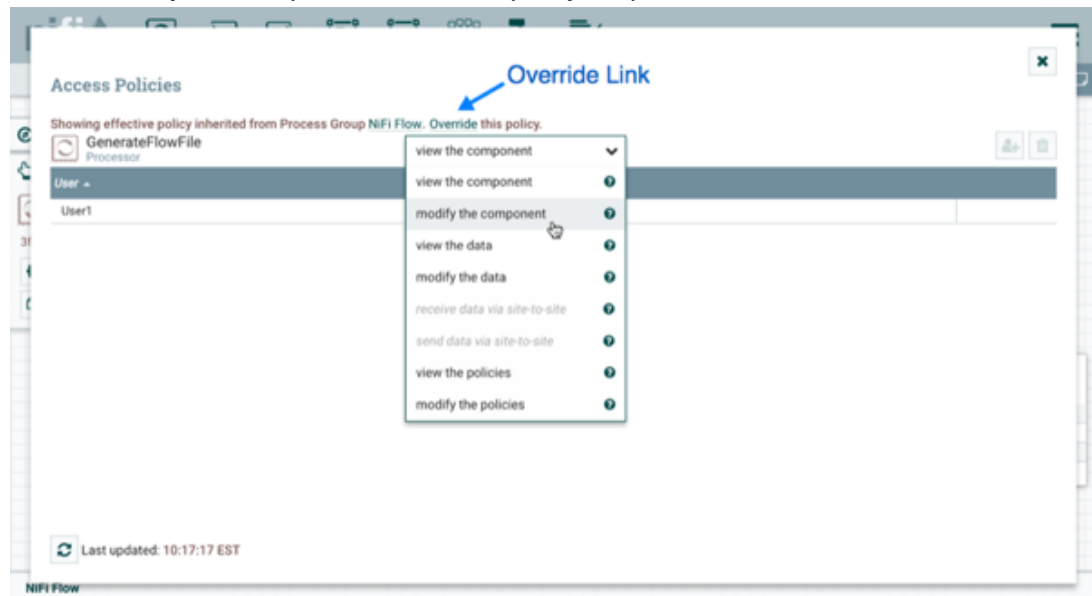 Override Link
Access Policies
Showing effective policy inherited from Process Group NiFi Flow. Override this policy.
GenerateFlowFile
Processor
view the component
User
view the component
User1
modify the component
view the data
modify the data
receive data via site-to-site
send data via site-to-site
view the policies
modify the policies
Last updated: 10:17:17 EST
NiFi Flow